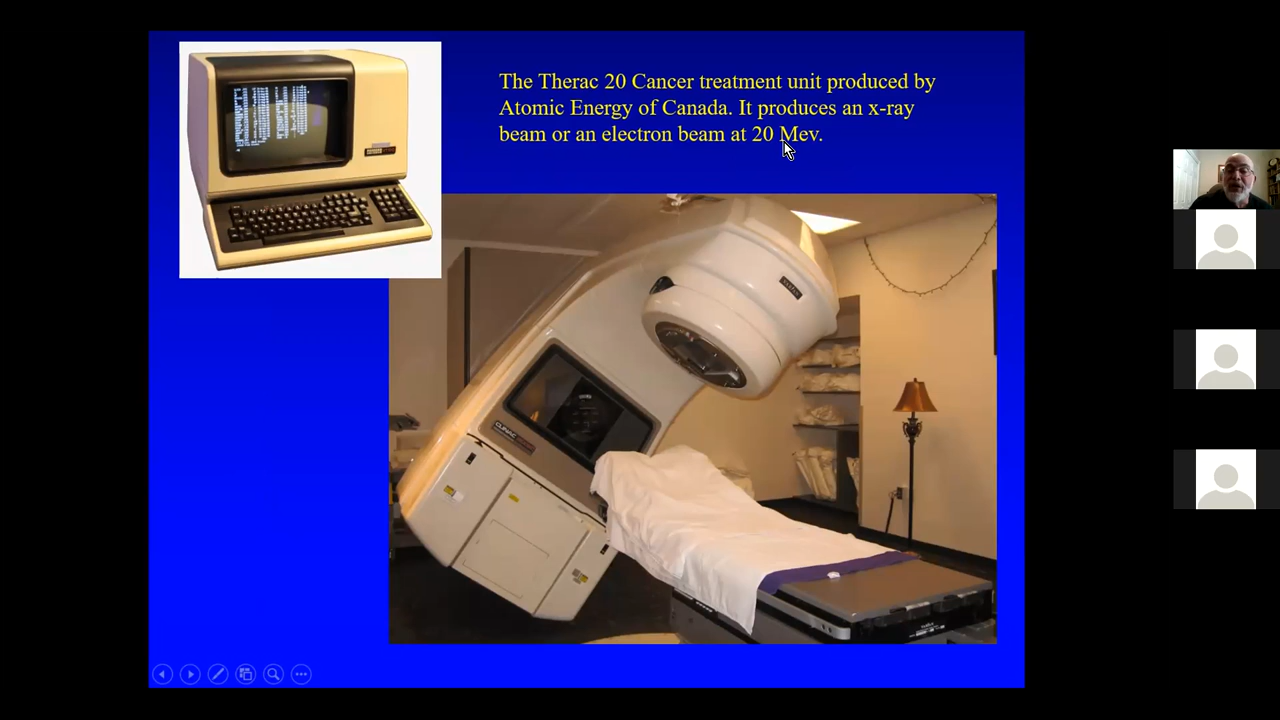 The Therac 20 Cancer treatment unit produced by
Atomic Energy of Canada. It produces an x-ray
beam or an electron beam at 20 Mev.
CLINAC